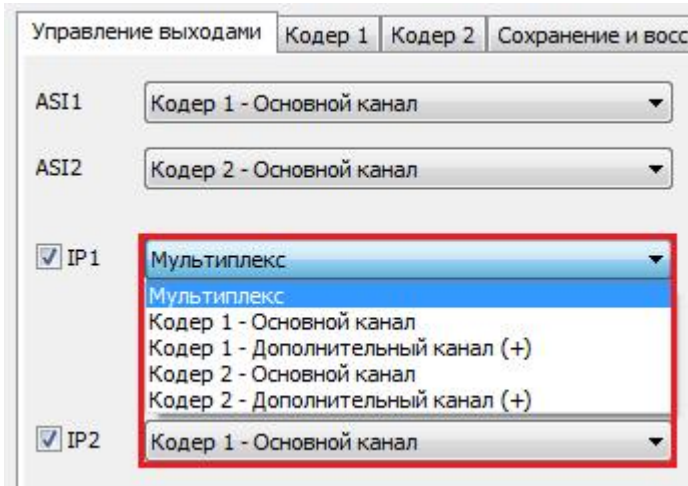 Управление выходами Кодер 1 Кодер 2 Сохранение и восс
ASI1 Кодер 1 - Основной канал
ASI2 Кодер 2 - Основной канал
IP1 Мультиплекс
Мультиплекс
Кодер 1 - Основной канал
Кодер 1 - Дополнительный канал (+)
Кодер 2 - Основной канал
Кодер 2 - Дополнительный канал (+)
IP2 Кодер 1 - Основной канал